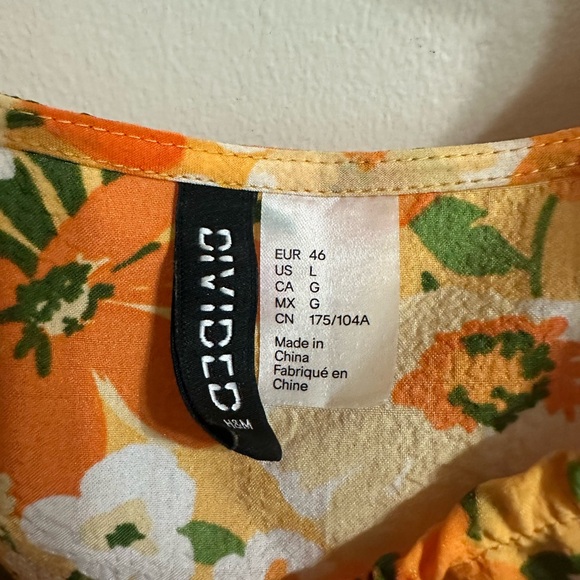 DIVIDED
H&M
EUR 46
US L
CA G
MX G
CN 175/104A
Made in
China
Fabriqué en
Chine